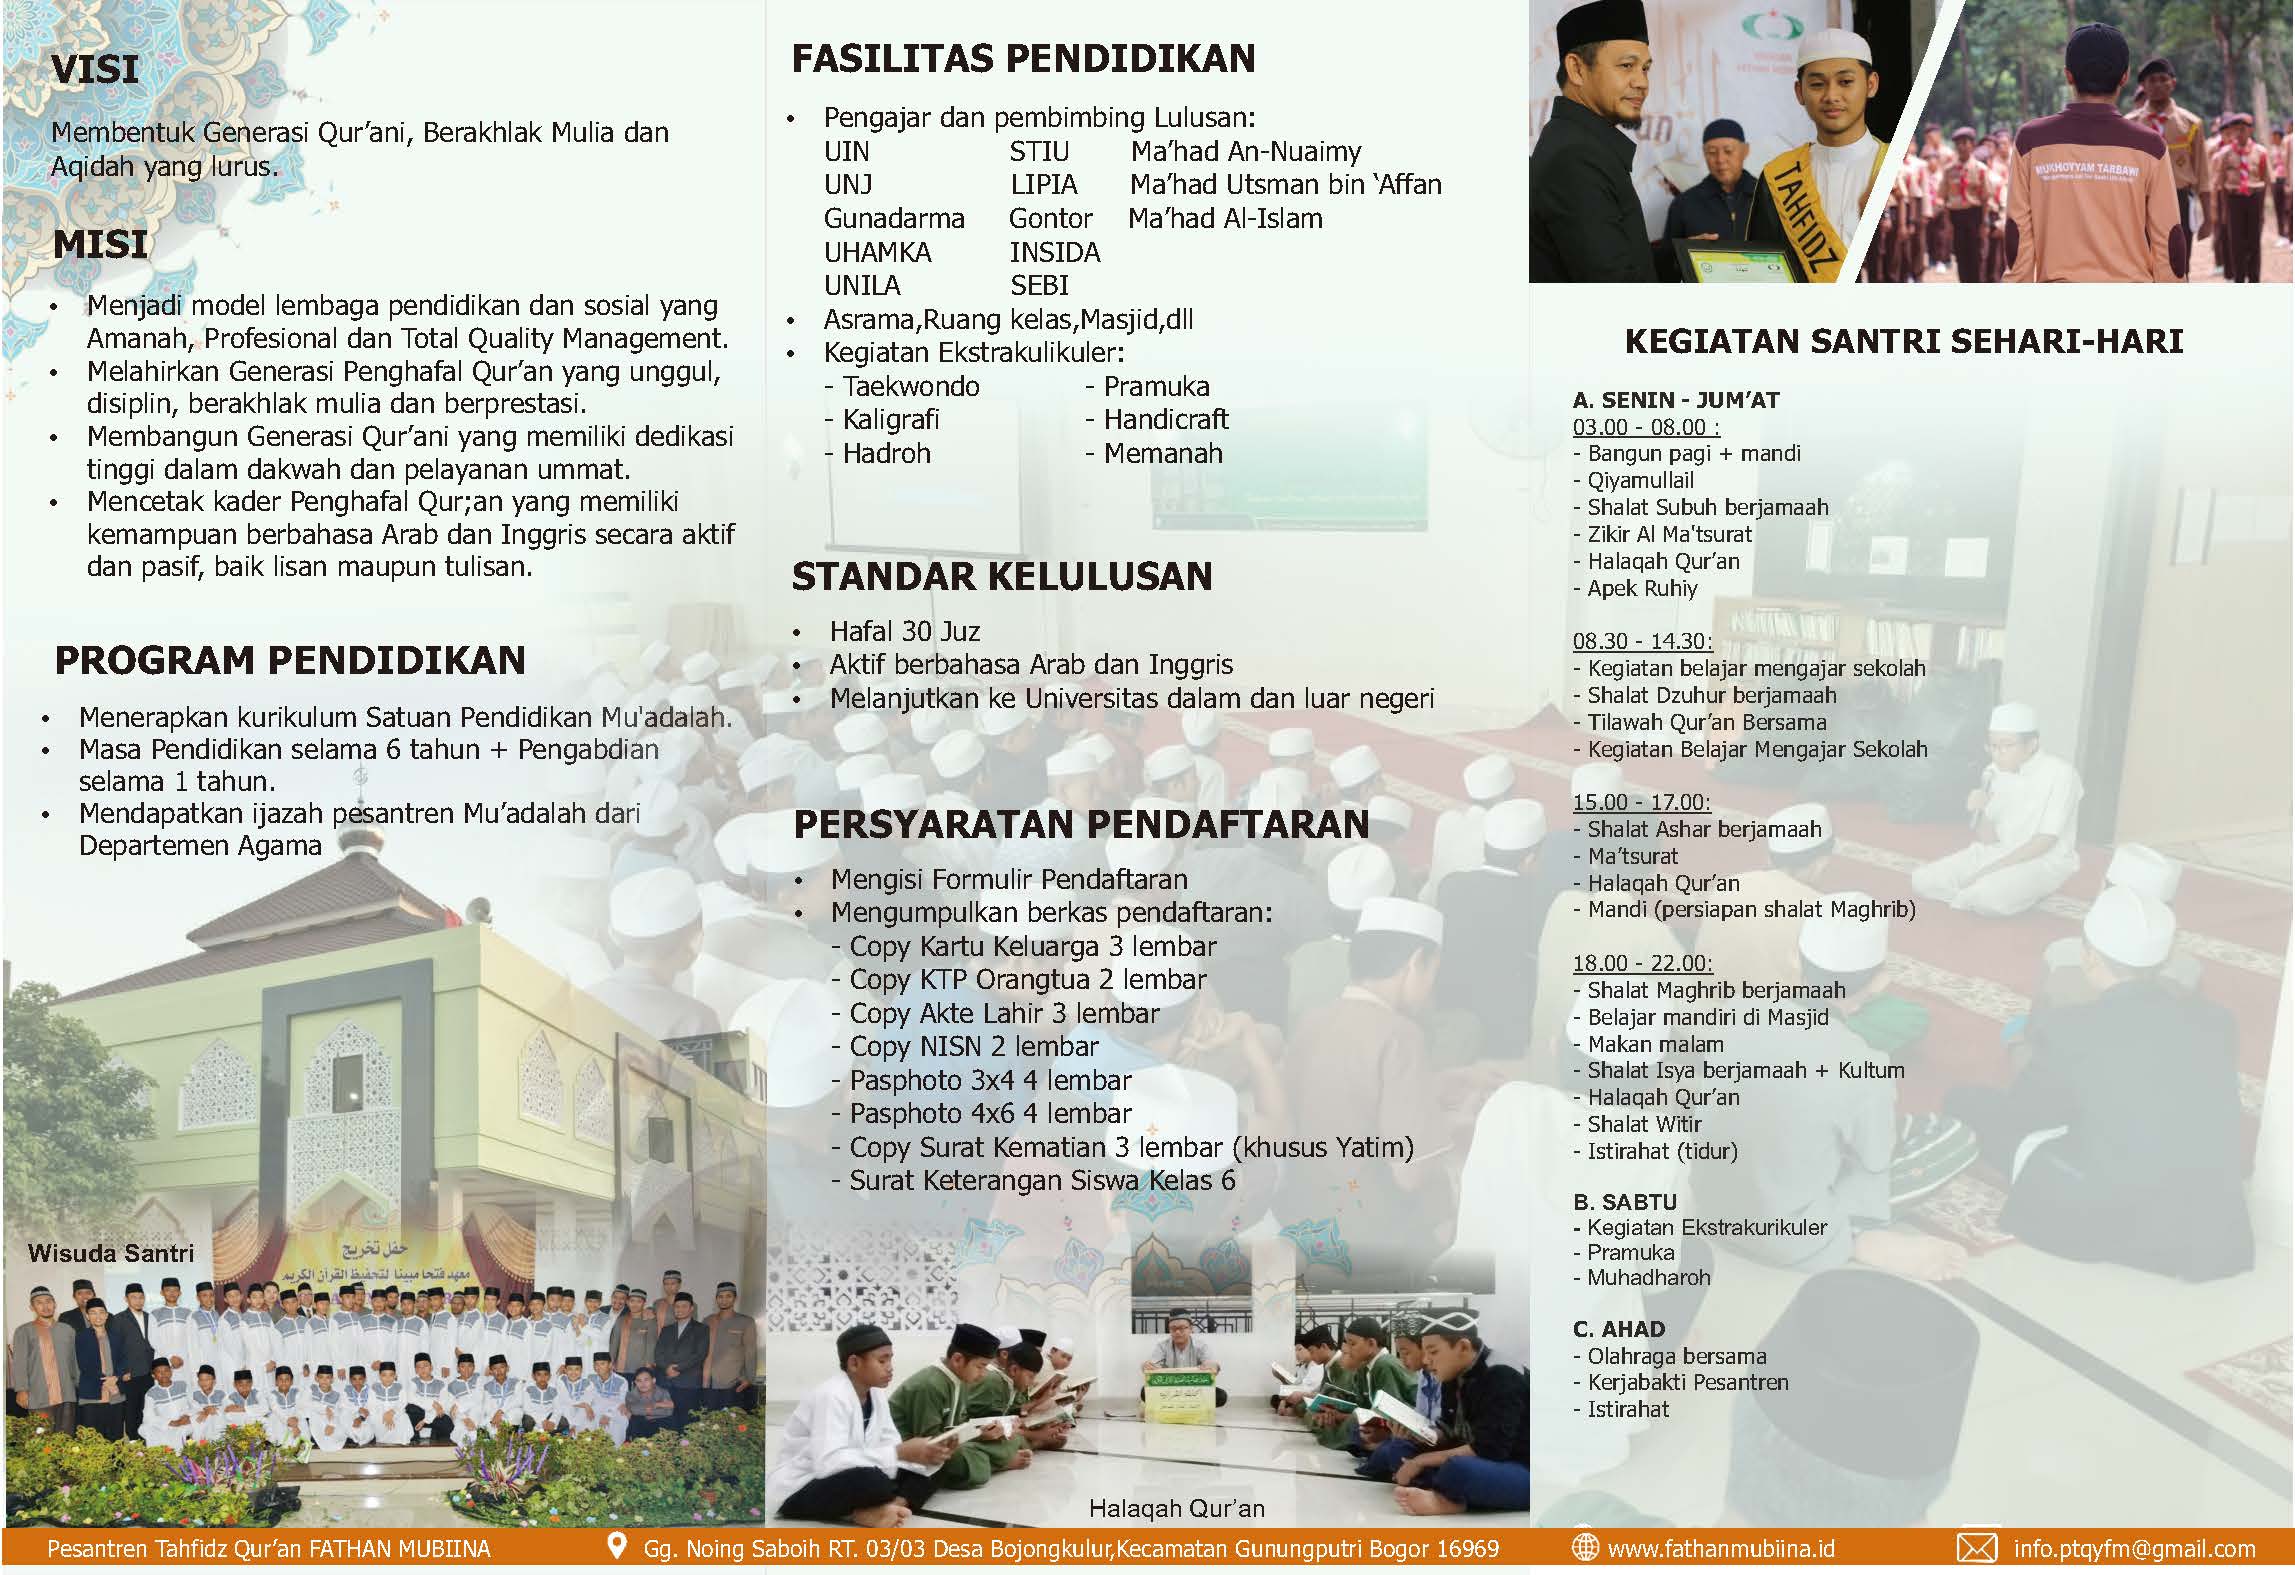 VISI
Membentuk Generasi Qur’ani, Berakhlak Mulia dan
Aqidah yang lurus.
MISI
• Menjadi model lembaga pendidikan dan sosial yang
Amanah, Profesional dan Total Quality Management.
• Melahirkan Generasi Penghafal Qur’an yang unggul,
disiplin, berakhlak mulia dan berprestasi.
• Membangun Generasi Qur’ani yang memiliki dedikasi
tinggi dalam dakwah dan pelayanan ummat.
• Mencetak kader Penghafal Qur;an yang memiliki
kemampuan berbahasa Arab dan Inggris secara aktif
dan pasif, baik lisan maupun tulisan.
PROGRAM PENDIDIKAN
• Menerapkan kurikulum Satuan Pendidikan Mu'adalah.
• Masa Pendidikan selama 6 tahun + Pengabdian
selama 1 tahun.
• Mendapatkan ijazah pesantren Mu’adalah dari
Departemen Agama
Wisuda Santri
حفل تخريج
معهد فتحا مبينا لتحفيظ القرآن الكريم
FASILITAS PENDIDIKAN
• Pengajar dan pembimbing Lulusan:
UIN STIU Ma’had An-Nuaimy
UNJ LIPIA Ma’had Utsman bin ‘Affan
Gunadarma Gontor Ma’had Al-Islam
UHAMKA INSIDA
UNILA SEBI
• Asrama,Ruang kelas,Masjid,dll
• Kegiatan Ekstrakulikuler:
- Taekwondo - Pramuka
- Kaligrafi - Handicraft
- Hadroh - Memanah
STANDAR KELULUSAN
• Hafal 30 Juz
• Aktif berbahasa Arab dan Inggris
• Melanjutkan ke Universitas dalam dan luar negeri
PERSYARATAN PENDAFTARAN
• Mengisi Formulir Pendaftaran
• Mengumpulkan berkas pendaftaran:
- Copy Kartu Keluarga 3 lembar
- Copy KTP Orangtua 2 lembar
- Copy Akte Lahir 3 lembar
- Copy NISN 2 lembar
- Pasphoto 3x4 4 lembar
- Pasphoto 4x6 4 lembar
- Copy Surat Kematian 3 lembar (khusus Yatim)
- Surat Keterangan Siswa Kelas 6
Halaqah Qur’an
TAHFIDZ
MUKHOYYAM TARBAWI
KEGIATAN SANTRI SEHARI-HARI
A. SENIN - JUM’AT
03.00 - 08.00 :
- Bangun pagi + mandi
- Qiyamullail
- Shalat Subuh berjamaah
- Zikir Al Ma'tsurat
- Halaqah Qur’an
- Apek Ruhiy
08.30 - 14.30:
- Kegiatan belajar mengajar sekolah
- Shalat Dzuhur berjamaah
- Tilawah Qur’an Bersama
- Kegiatan Belajar Mengajar Sekolah
15.00 - 17.00:
- Shalat Ashar berjamaah
- Ma’tsurat
- Halaqah Qur’an
- Mandi (persiapan shalat Maghrib)
18.00 - 22.00:
- Shalat Maghrib berjamaah
- Belajar mandiri di Masjid
- Makan malam
- Shalat Isya berjamaah + Kultum
- Halaqah Qur’an
- Shalat Witir
- Istirahat (tidur)
B. SABTU
- Kegiatan Ekstrakurikuler
- Pramuka
- Muhadharoh
C. AHAD
- Olahraga bersama
- Kerjabakti Pesantren
- Istirahat
Pesantren Tahfidz Qur’an FATHAN MUBIINA
Gg. Noing Saboih RT. 03/03 Desa Bojongkulur,Kecamatan Gunungputri Bogor 16969
www.fathanmubiina.id
info.ptqyfm@gmail.com